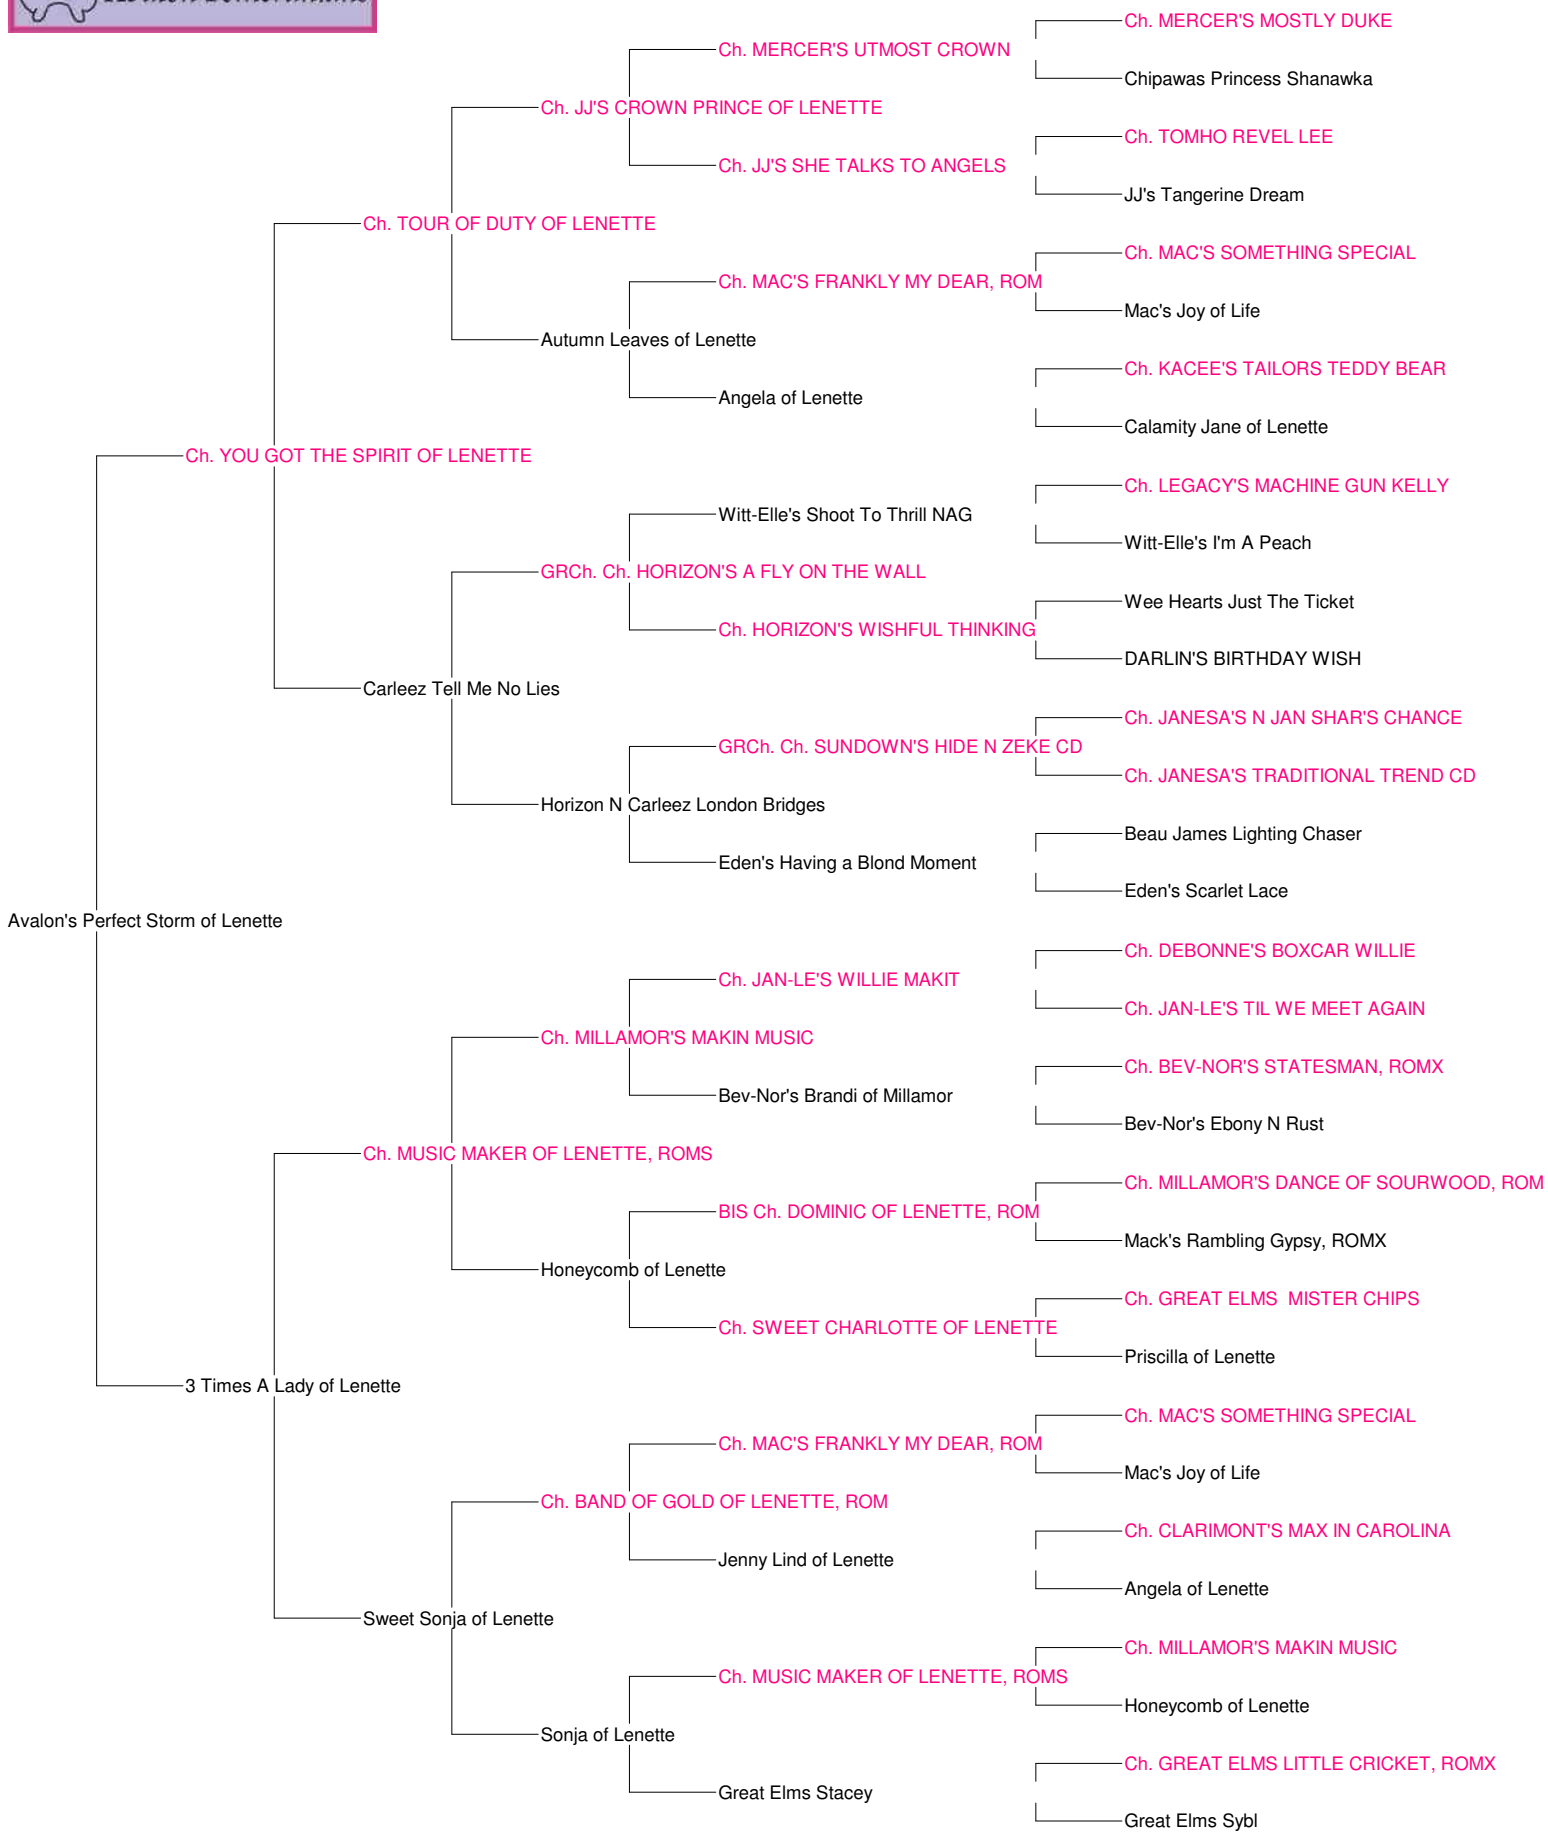 Ch. MERCER'S MOSTLY DUKE
Ch. MERCER'S UTMOST CROWN
Chipawas Princess Shanawka
Ch. JJ'S CROWN PRINCE OF LENETTE
Ch. TOMHO REVEL LEE
Ch. JJ'S SHE TALKS TO ANGELS
JJ's Tangerine Dream
Ch. TOUR OF DUTY OF LENETTE
Ch. MAC'S SOMETHING SPECIAL
Ch. MAC'S FRANKLY MY DEAR, ROM
Mac's Joy of Life
Autumn Leaves of Lenette
Ch. KACEE'S TAILORS TEDDY BEAR
Angela of Lenette
Calamity Jane of Lenette
Ch. YOU GOT THE SPIRIT OF LENETTE
Ch. LEGACY'S MACHINE GUN KELLY
Witt-Elle's Shoot To Thrill NAG
Witt-Elle's I'm A Peach
GRCh. Ch. HORIZON'S A FLY ON THE WALL
Wee Hearts Just The Ticket
Ch. HORIZON'S WISHFUL THINKING
DARLIN'S BIRTHDAY WISH
Carleez Tell Me No Lies
Ch. JANESA'S N JAN SHAR'S CHANCE
GRCh. Ch. SUNDOWN'S HIDE N ZEKE CD
Ch. JANESA'S TRADITIONAL TREND CD
Horizon N Carleez London Bridges
Beau James Lighting Chaser
Eden's Having a Blond Moment
Eden's Scarlet Lace
Avalon's Perfect Storm of Lenette
Ch. DEBONNE'S BOXCAR WILLIE
Ch. JAN-LE'S WILLIE MAKIT
Ch. JAN-LE'S TIL WE MEET AGAIN
Ch. MILLAMOR'S MAKIN MUSIC
Ch. BEV-NOR'S STATESMAN, ROMX
Bev-Nor's Brandi of Millamor
Bev-Nor's Ebony N Rust
Ch. MUSIC MAKER OF LENETTE, ROMS
Ch. MILLAMOR'S DANCE OF SOURWOOD, ROM
BIS Ch. DOMINIC OF LENETTE, ROM
Mack's Rambling Gypsy, ROMX
Honeycomb of Lenette
Ch. GREAT ELMS  MISTER CHIPS
Ch. SWEET CHARLOTTE OF LENETTE
Priscilla of Lenette
3 Times A Lady of Lenette
Ch. MAC'S SOMETHING SPECIAL
Ch. MAC'S FRANKLY MY DEAR, ROM
Mac's Joy of Life
Ch. BAND OF GOLD OF LENETTE, ROM
Ch. CLARIMONT'S MAX IN CAROLINA
Jenny Lind of Lenette
Angela of Lenette
Sweet Sonja of Lenette
Ch. MILLAMOR'S MAKIN MUSIC
Ch. MUSIC MAKER OF LENETTE, ROMS
Honeycomb of Lenette
Sonja of Lenette
Ch. GREAT ELMS LITTLE CRICKET, ROMX
Great Elms Stacey
Great Elms Sybl